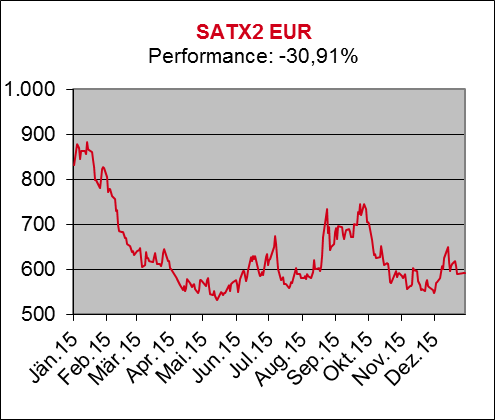 SATX2 EUR
Performance: -30,91%
1.000
900
800
700
600
500
Jän.15
Feb.15
Mär.15
Apr.15
Mai.15
Jun.15
Jul.15
Aug.15
Sep.15
Okt.15
Nov.15
Dez.15